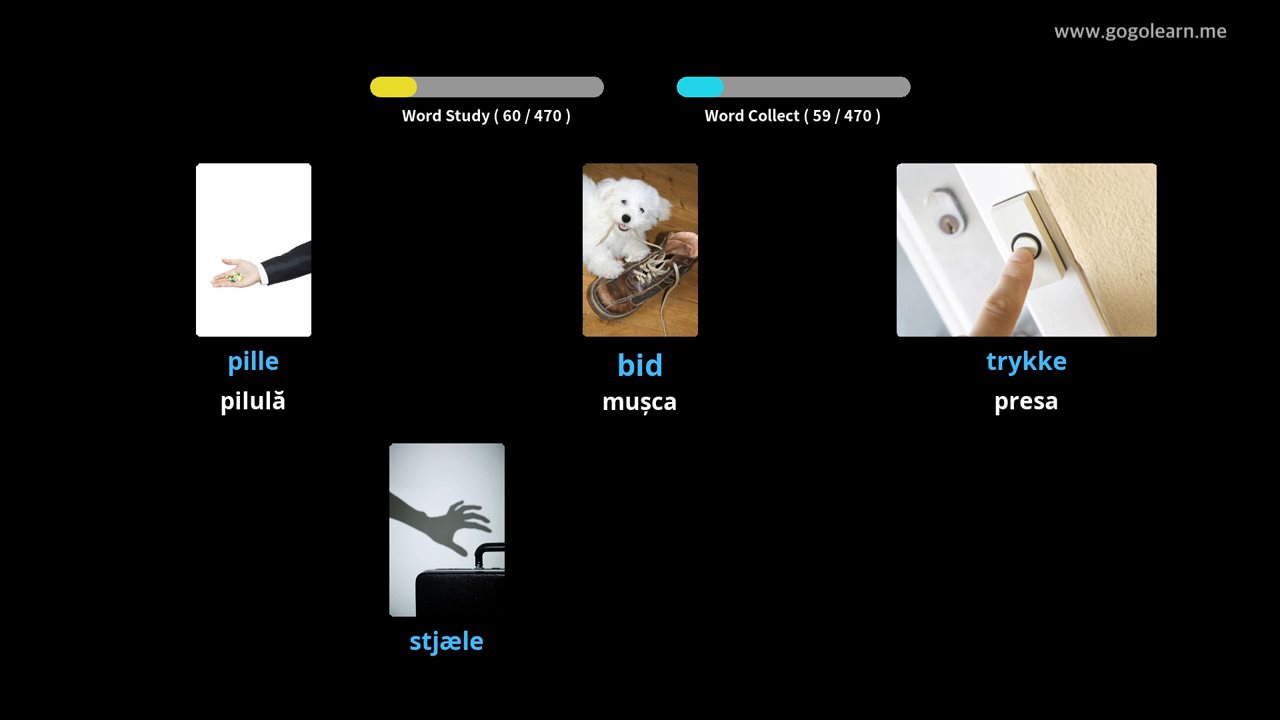 www.gogolearn.me
Word Study ( 60 / 470 )
Word Collect ( 59 / 470 )
pille
pilulă
bid
mușca
trykke
presa
stjæle